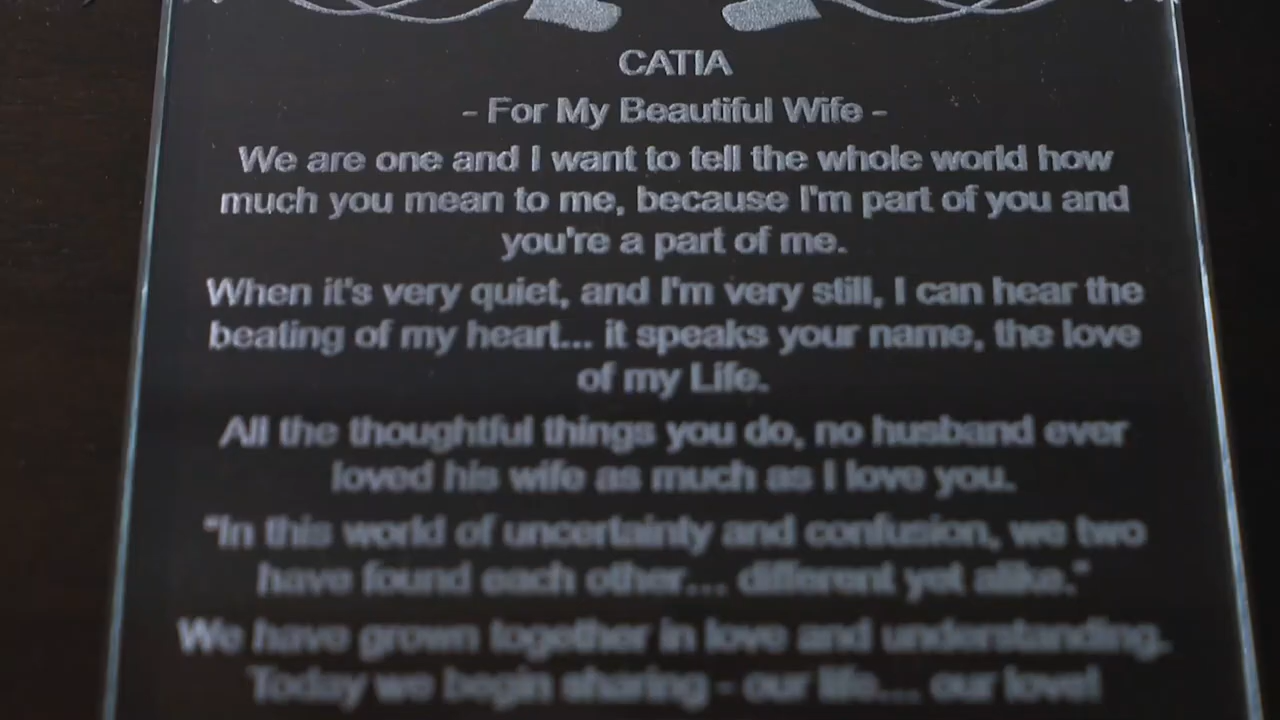 CATIA
- For My Beautiful Wife -
We are one and I want to tell the whole world how
much you mean to me, because I'm part of you and
you're a part of me.
When it's very quiet, and I'm very still, I can hear the
beating of my heart... it speaks your name, the love
of my Life.
All the thoughtful things you do, no husband ever
loved his wife as much as I love you.
"In this world of uncertainty and confusion, we two
have found each other.... different yet alike."
We have grown together in love and understanding.
Today we begin sharing - our life.... our love!